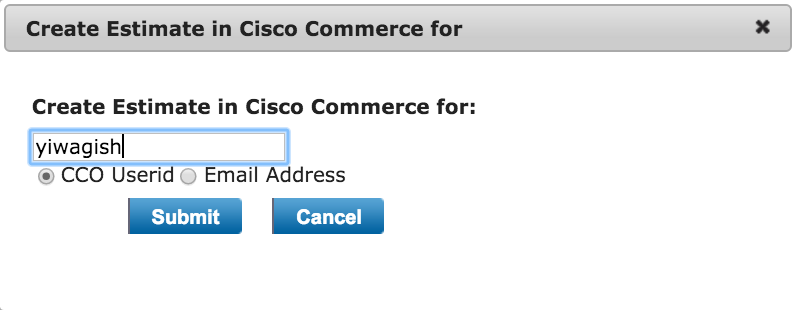 Create Estimate in Cisco Commerce for
Create Estimate in Cisco Commerce for:
yiwagish
CCO Userid Email Address
Submit Cancel